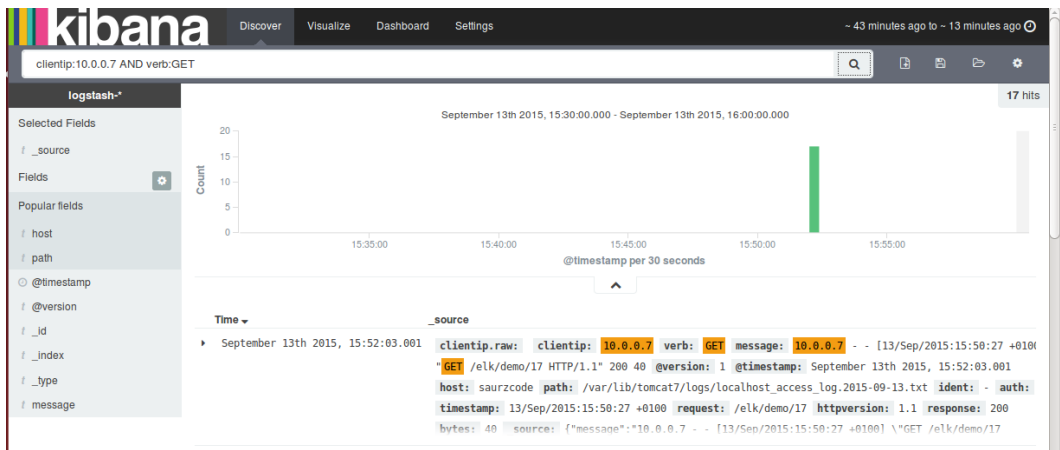 kibana Discover Visualize Dashboard Settings ~ 43 minutes ago to ~ 13 minutes ago
clientip:10.0.0.7 AND verb:GET
logstash-*
17 hits
Selected Fields
t _source
Fields
Popular fields
t host
t path
@timestamp
t @version
t _id
t _index
t _type
t message
September 13th 2015, 15:30:00.000 - September 13th 2015, 16:00:00.000
Count
20
15
10
5
0
15:35:00 15:40:00 15:45:00 15:50:00 15:55:00
@timestamp per 30 seconds
Time _source
September 13th 2015, 15:52:03.001 clientip.raw: clientip: 10.0.0.7 verb: GET message: 10.0.0.7 - - [13/Sep/2015:15:50:27 +0100
"GET /elk/demo/17 HTTP/1.1" 200 40 @version: 1 @timestamp: September 13th 2015, 15:52:03.001
host: saurzcode path: /var/lib/tomcat7/logs/localhost_access_log.2015-09-13.txt ident: - auth:
timestamp: 13/Sep/2015:15:50:27 +0100 request: /elk/demo/17 httpversion: 1.1 response: 200
bytes: 40 _source: {"message":"10.0.0.7 - - [13/Sep/2015:15:50:27 +0100] \"GET /elk/demo/17